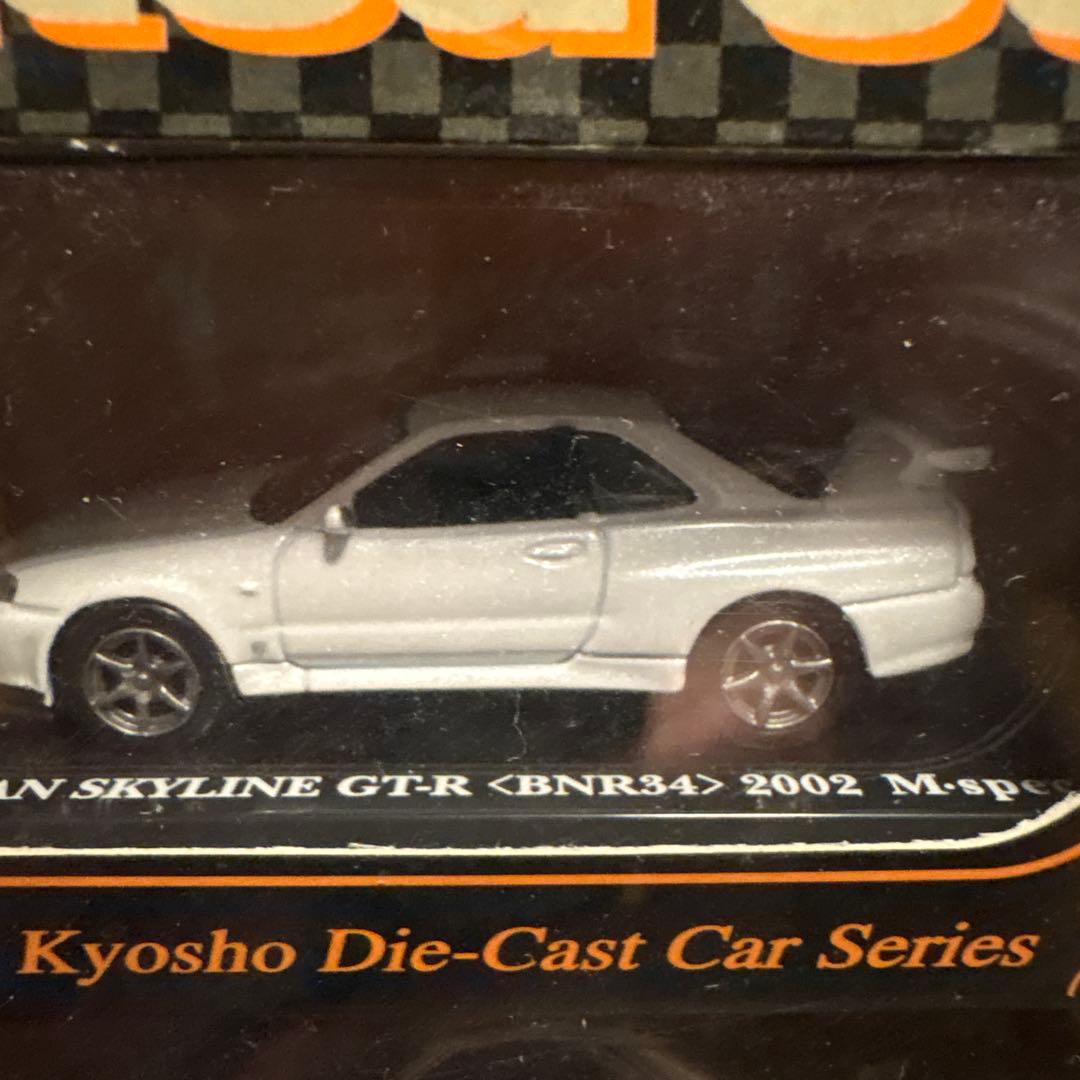 AN SKYLINE GT-R <BNR34> 2002 M·spec
Kyosho Die-Cast Car Series